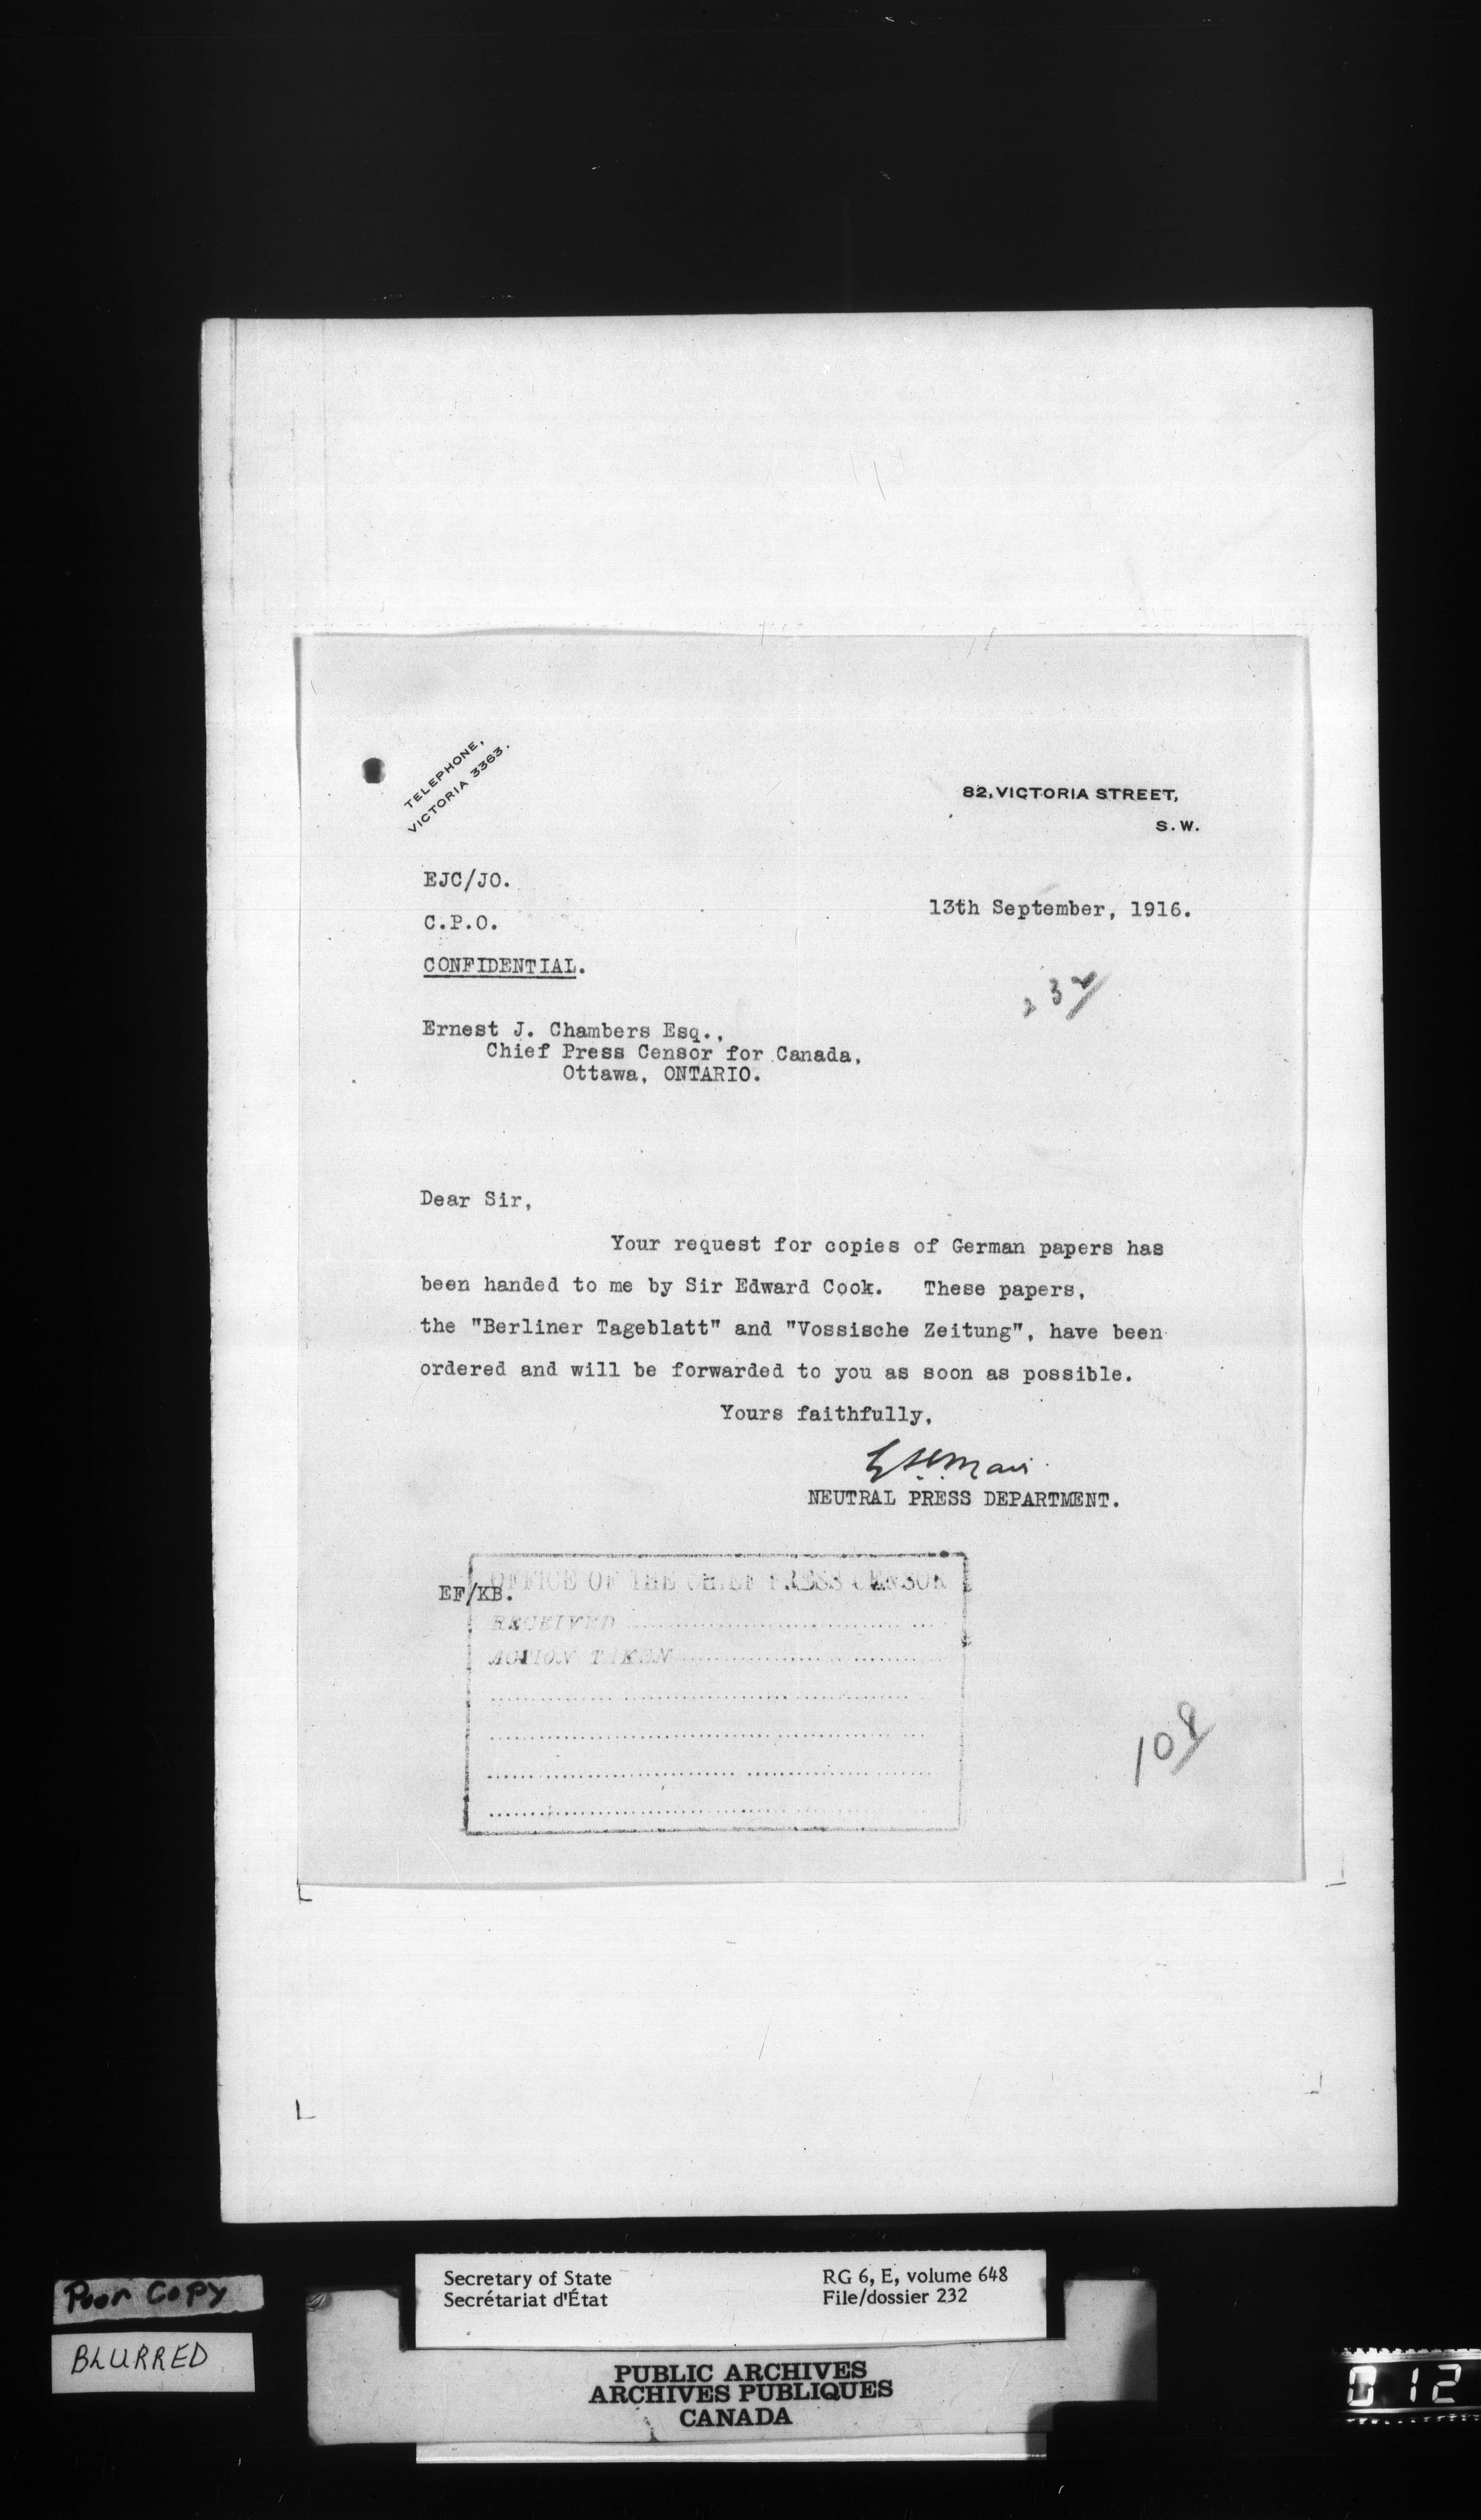 TELEPHONE,
VICTORIA 3363.
82, VICTORIA STREET,
S.W.
EJC/JO.
13th September, 1916.
C.P.O.
CONFIDENTIAL.
232
Ernest J. Chambers Esq.,
Chief Press Censor for Canada,
Ottawa, ONTARIO.
Dear Sir,
Your request for copies of German papers has
been handed to me by Sir Edward Cook. These papers,
the "Berliner Tageblatt" and "Vossische Zeitung", have been
ordered and will be forwarded to you as soon as possible.
Yours faithfully,
NEUTRAL PRESS DEPARTMENT.
OFFICE OF THE CHIEF PRESS CENSOR
EF/KB.
RECEIVED
ACTION TAKEN
108
Secretary of State
Secrétariat d'État
RG 6, E, volume 648
File/dossier 232
Poor Copy
BLURRED
PUBLIC ARCHIVES
ARCHIVES PUBLIQUES
CANADA
012